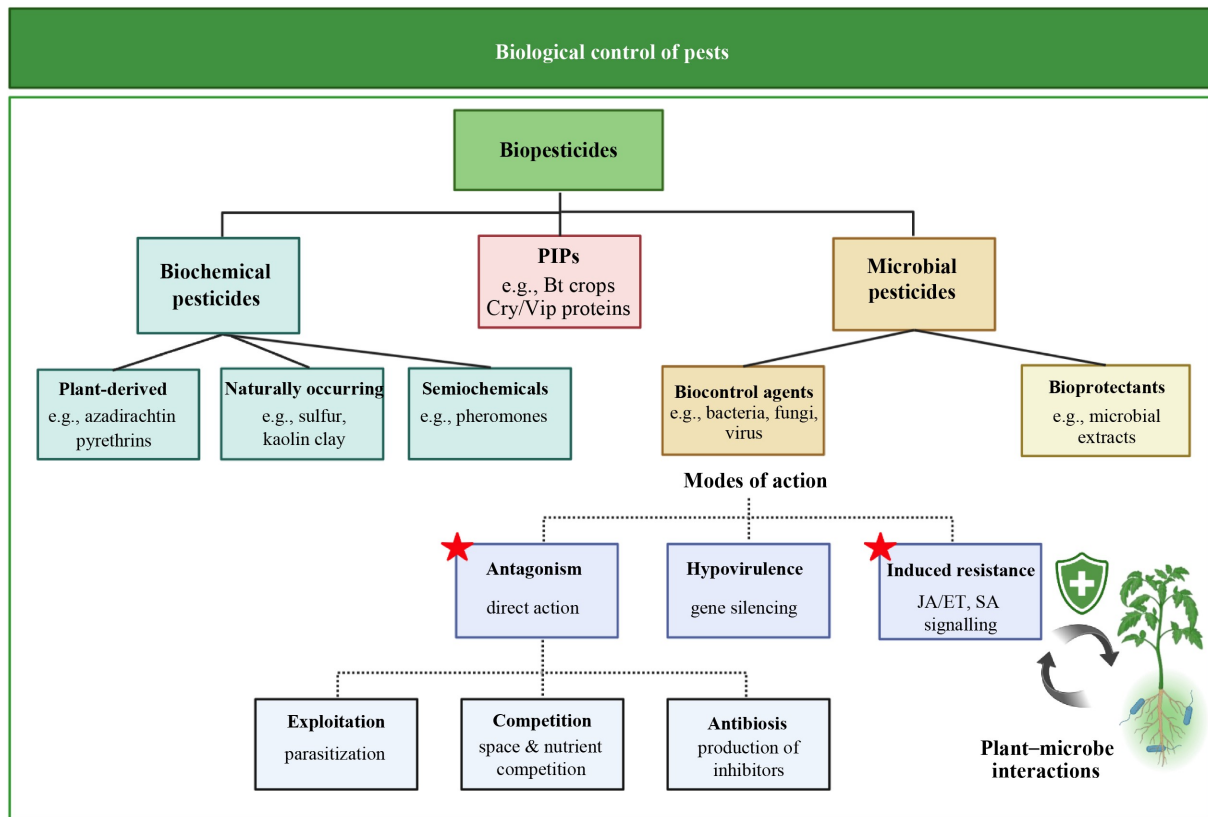 Biological control of pests
Biopesticides
Biochemical
pesticides
PIPs
e.g., Bt crops
Cry/Vip proteins
Microbial
pesticides
Plant-derived
e.g., azadirachtin
pyrethrins
Naturally occurring
e.g., sulfur,
kaolin clay
Semiochemicals
e.g., pheromones
Biocontrol agents
e.g., bacteria, fungi,
virus
Bioprotectants
e.g., microbial
extracts
Modes of action
Antagonism
direct action
Hypovirulence
gene silencing
Induced resistance
JA/ET, SA
signalling
Exploitation
parasitization
Competition
space & nutrient
competition
Antibiosis
production of
inhibitors
Plant–microbe
interactions